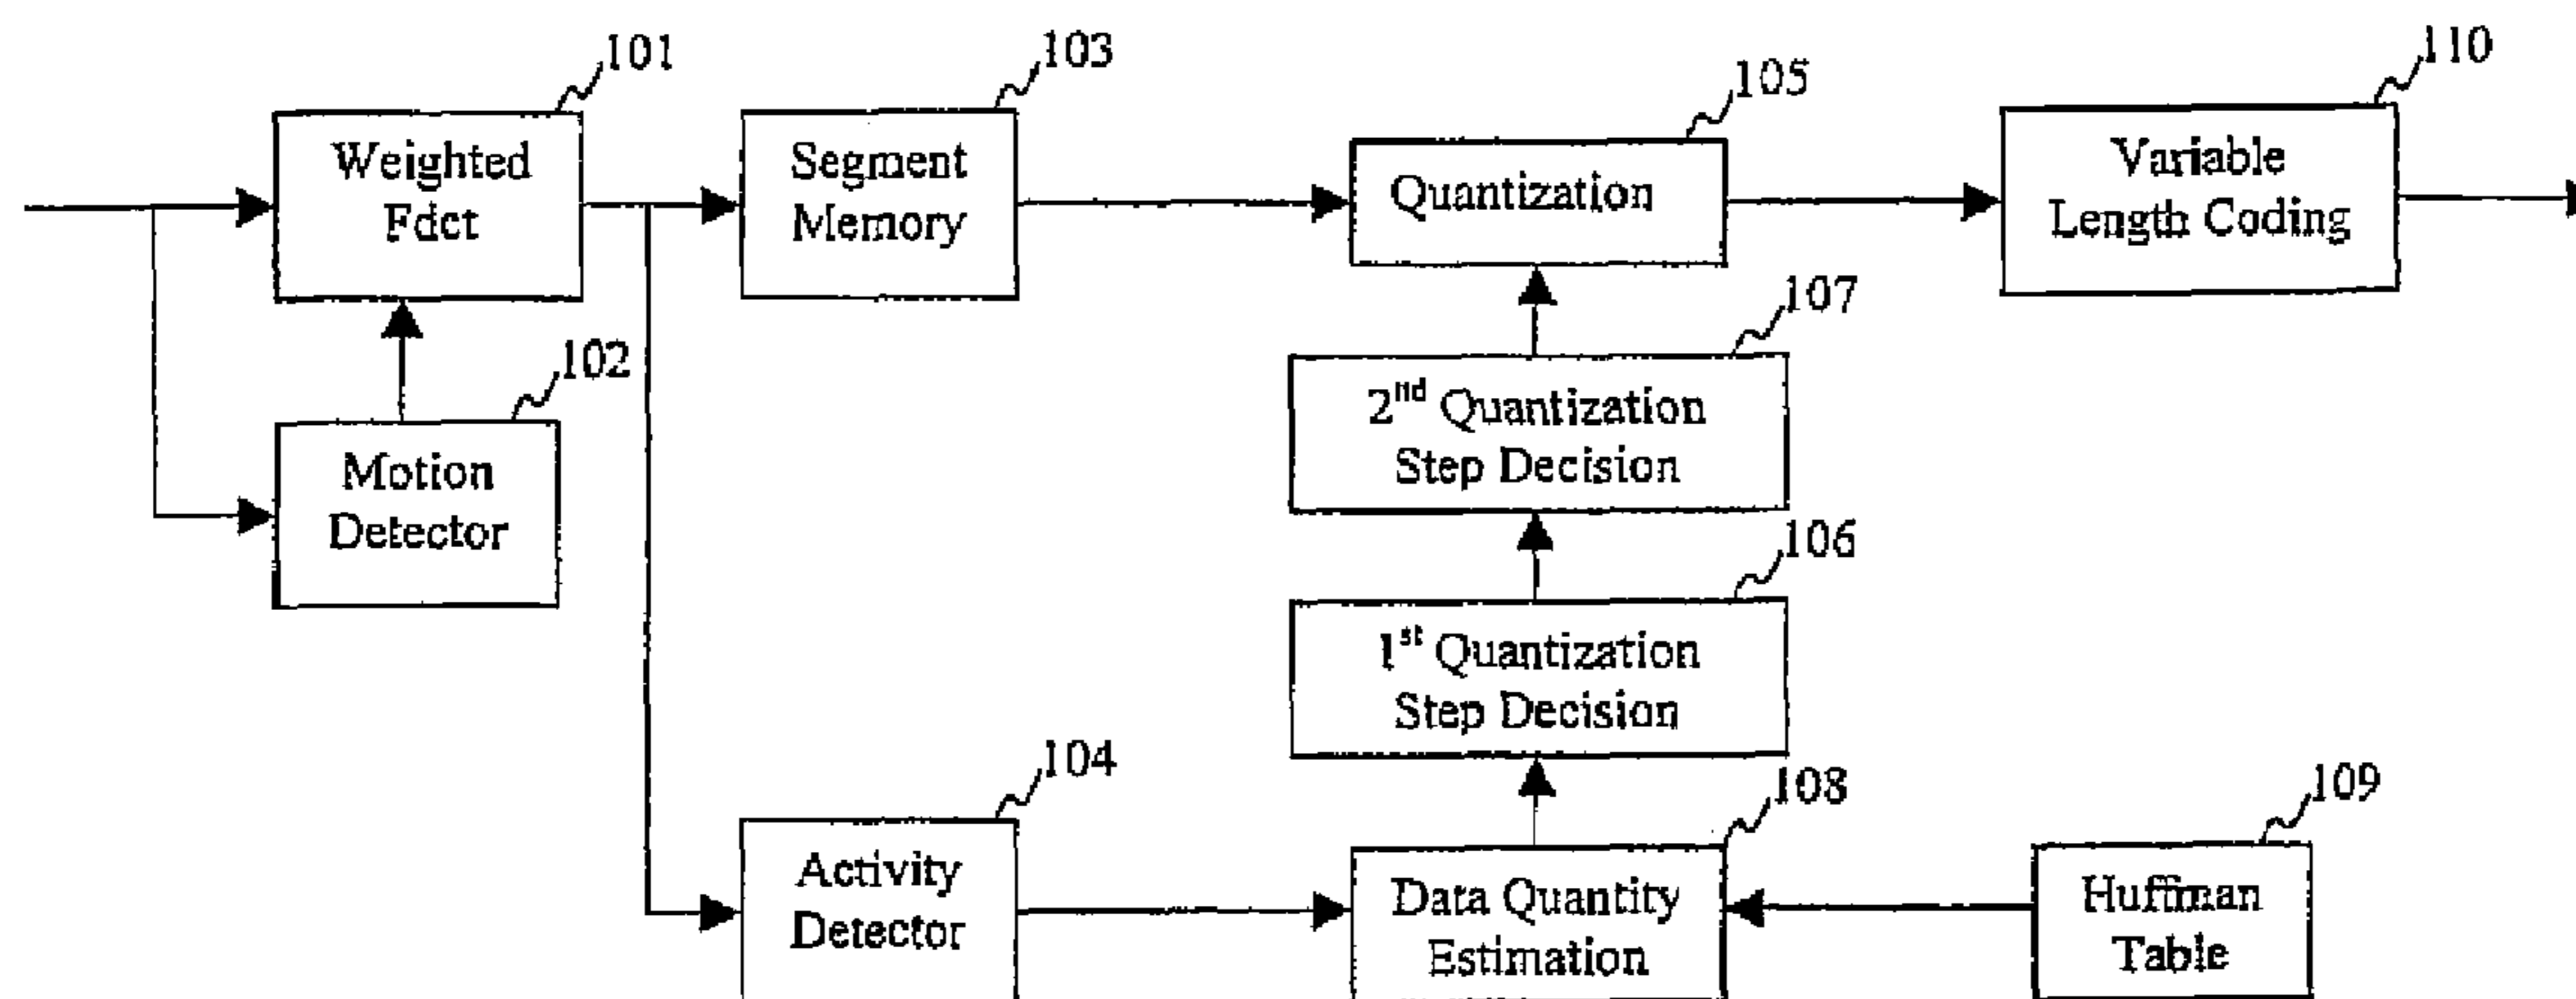 101
Weighted
Fdct
103
Segment
Memory
105
Quantization
110
Variable
Length Coding
102
Motion
Detector
107
2nd Quantization
Step Decision
106
1st Quantization
Step Decision
104
Activity
Detector
108
Data Quantity
Estimation
109
Huffman
Table